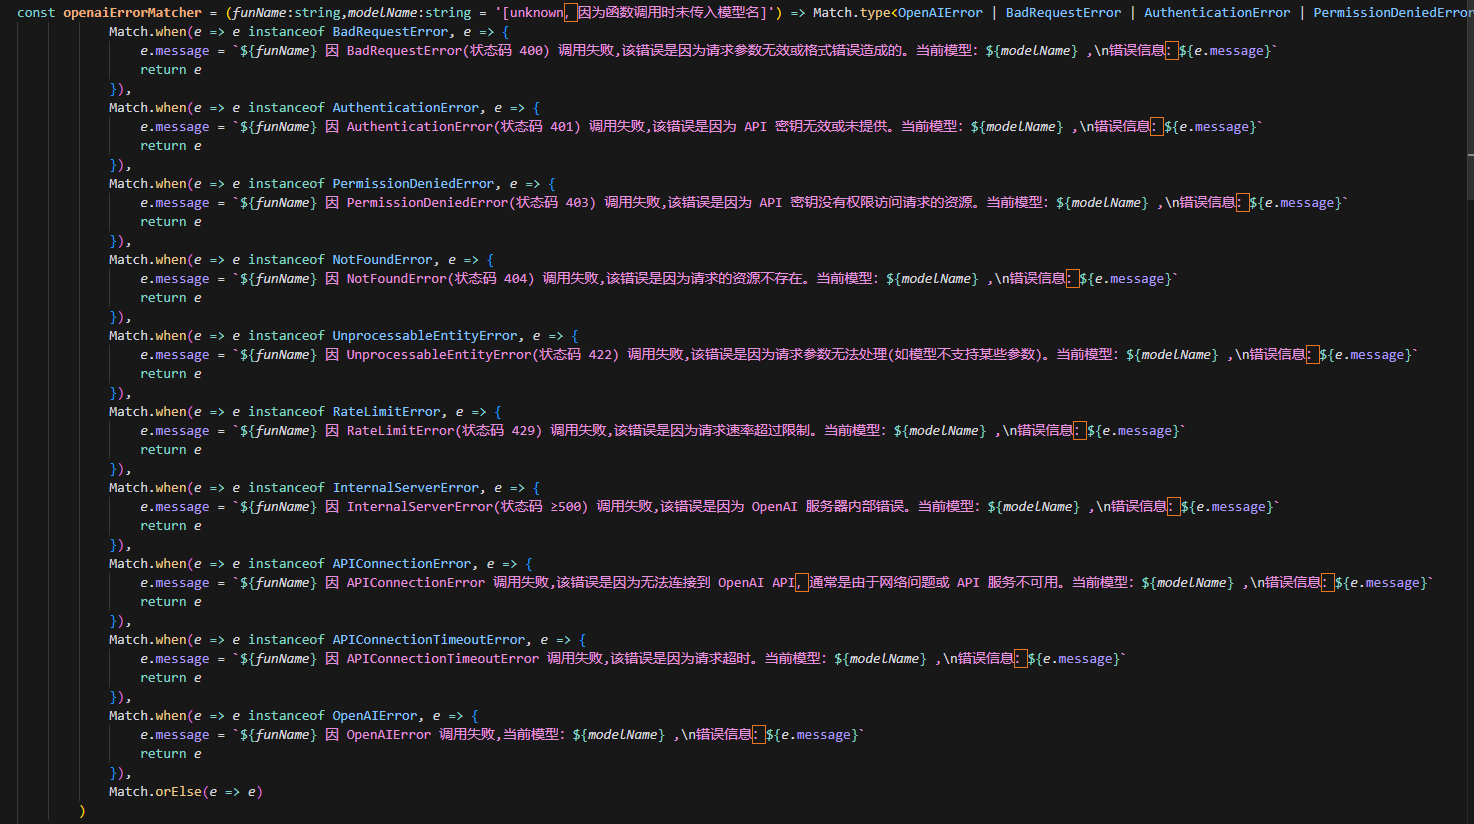 const openaiErrorMatcher = (funName:string,modelName:string = '[unknown，因为函数调用时未传入模型名]') => Match.type<OpenAIError | BadRequestError | AuthenticationError | PermissionDeniedError
Match.when(e => e instanceof BadRequestError, e => {
e.message = `${funName} 因 BadRequestError(状态码 400) 调用失败,该错误是因为请求参数无效或格式错误造成的。当前模型: ${modelName} ,\n错误信息：${e.message}`
return e
}),
Match.when(e => e instanceof AuthenticationError, e => {
e.message = `${funName} 因 AuthenticationError(状态码 401) 调用失败,该错误是因为 API 密钥无效或未提供。当前模型: ${modelName} ,\n错误信息：${e.message}`
return e
}),
Match.when(e => e instanceof PermissionDeniedError, e => {
e.message = `${funName} 因 PermissionDeniedError(状态码 403) 调用失败,该错误是因为 API 密钥没有权限访问请求的资源。当前模型: ${modelName} ,\n错误信息：${e.message}`
return e
}),
Match.when(e => e instanceof NotFoundError, e => {
e.message = `${funName} 因 NotFoundError(状态码 404) 调用失败,该错误是因为请求的资源不存在。当前模型: ${modelName} ,\n错误信息：${e.message}`
return e
}),
Match.when(e => e instanceof UnprocessableEntityError, e => {
e.message = `${funName} 因 UnprocessableEntityError(状态码 422) 调用失败,该错误是因为请求参数无法处理(如模型不支持某些参数)。当前模型: ${modelName} ,\n错误信息：${e.message}`
return e
}),
Match.when(e => e instanceof RateLimitError, e => {
e.message = `${funName} 因 RateLimitError(状态码 429) 调用失败,该错误是因为请求速率超过限制。当前模型: ${modelName} ,\n错误信息：${e.message}`
return e
}),
Match.when(e => e instanceof InternalServerError, e => {
e.message = `${funName} 因 InternalServerError(状态码 ≥500) 调用失败,该错误是因为 OpenAI 服务器内部错误。当前模型: ${modelName} ,\n错误信息：${e.message}`
return e
}),
Match.when(e => e instanceof APIConnectionError, e => {
e.message = `${funName} 因 APIConnectionError 调用失败,该错误是因为无法连接到 OpenAI API，通常是由于网络问题或 API 服务不可用。当前模型: ${modelName} ,\n错误信息：${e.message}`
return e
}),
Match.when(e => e instanceof APIConnectionTimeoutError, e => {
e.message = `${funName} 因 APIConnectionTimeoutError 调用失败,该错误是因为请求超时。当前模型: ${modelName} ,\n错误信息：${e.message}`
return e
}),
Match.when(e => e instanceof OpenAIError, e => {
e.message = `${funName} 因 OpenAIError 调用失败,当前模型: ${modelName} ,\n错误信息：${e.message}`
return e
}),
Match.orElse(e => e)
)